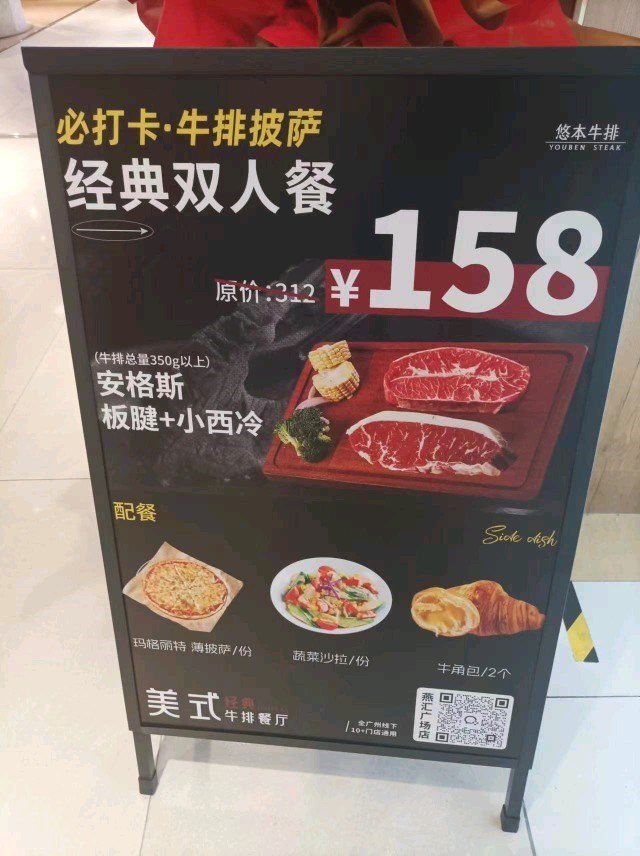 必打卡·牛排披萨
悠本牛排
YOUBEN STEAK
经典双人餐
原价:312
¥158
(牛排总量350g以上)
安格斯
板腱+小西冷
配餐
Side dish
玛格丽特 薄披萨/份
蔬菜沙拉/份
牛角包/2个
美式
经典
牛排餐厅
全广州线下
10+门店通用
燕汇广场店